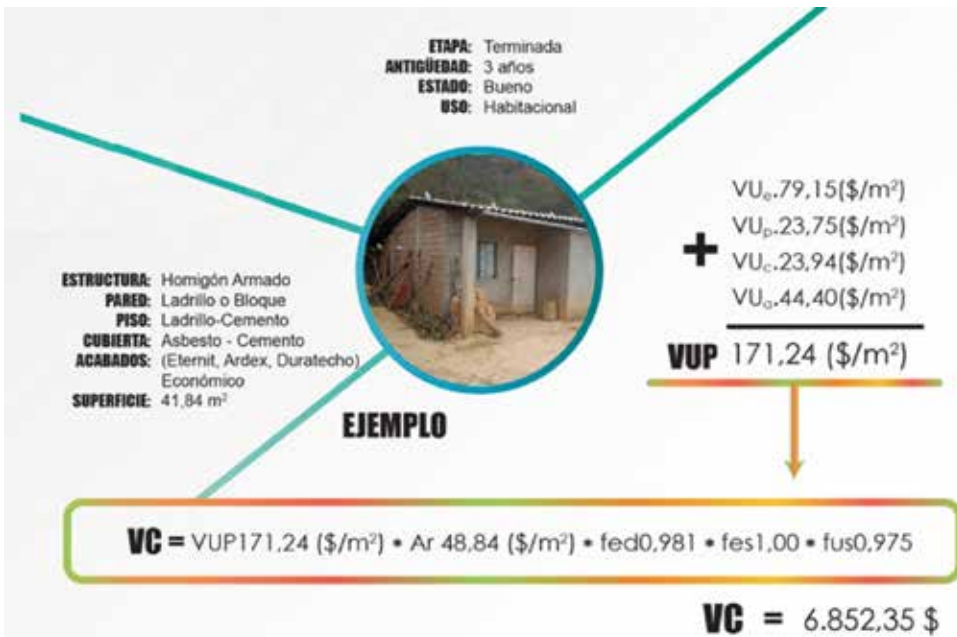 ETAPA: Terminada
ANTIGÜEDAD: 3 años
ESTADO: Bueno
USO: Habitacional
ESTRUCTURA: Homigón Armado
PARED: Ladrillo o Bloque
PISO: Ladrillo-Cemento
CUBIERTA: Asbesto - Cemento
ACABADOS: (Eternit, Ardex, Duratecho)
Económico
SUPERFICIE: 41,84 m²
EJEMPLO
+
VUe.79,15($/m²)
VUp.23,75($/m²)
VUc.23,94($/m²)
VUa.44,40($/m²)
VUP 171,24 ($/m²)
VC = VUP171,24 ($/m²) • Ar 48,84 ($/m²) • fed0,981 • fes1,00 • fus0,975
VC = 6.852,35 $